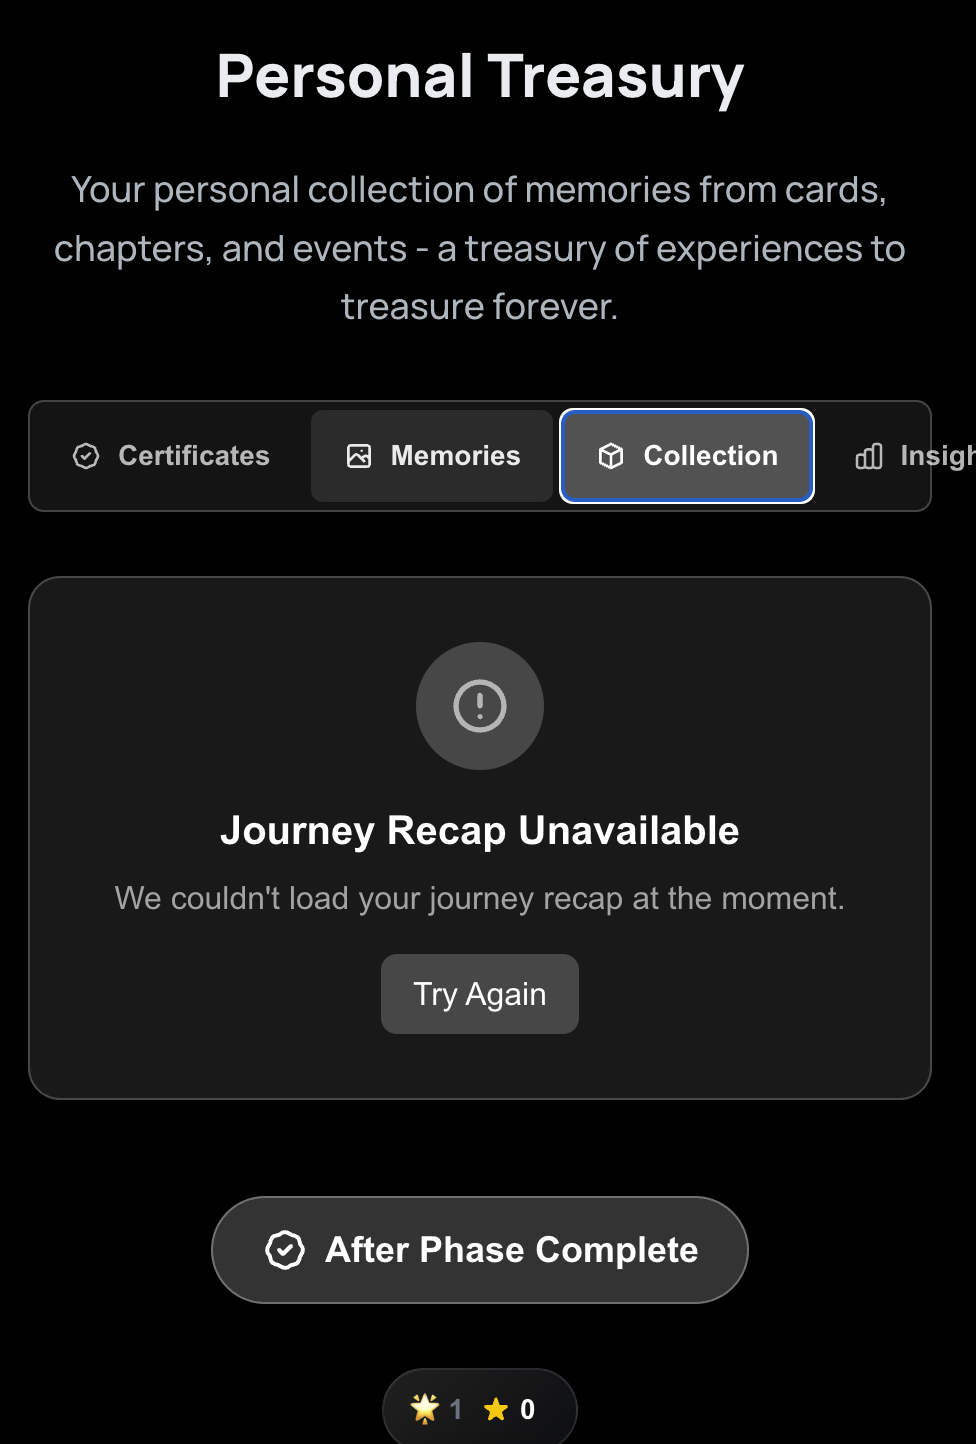 Personal Treasury
Your personal collection of memories from cards,
chapters, and events - a treasury of experiences to
treasure forever.
Certificates Memories Collection Insigh
Journey Recap Unavailable
We couldn't load your journey recap at the moment.
Try Again
After Phase Complete
1 0